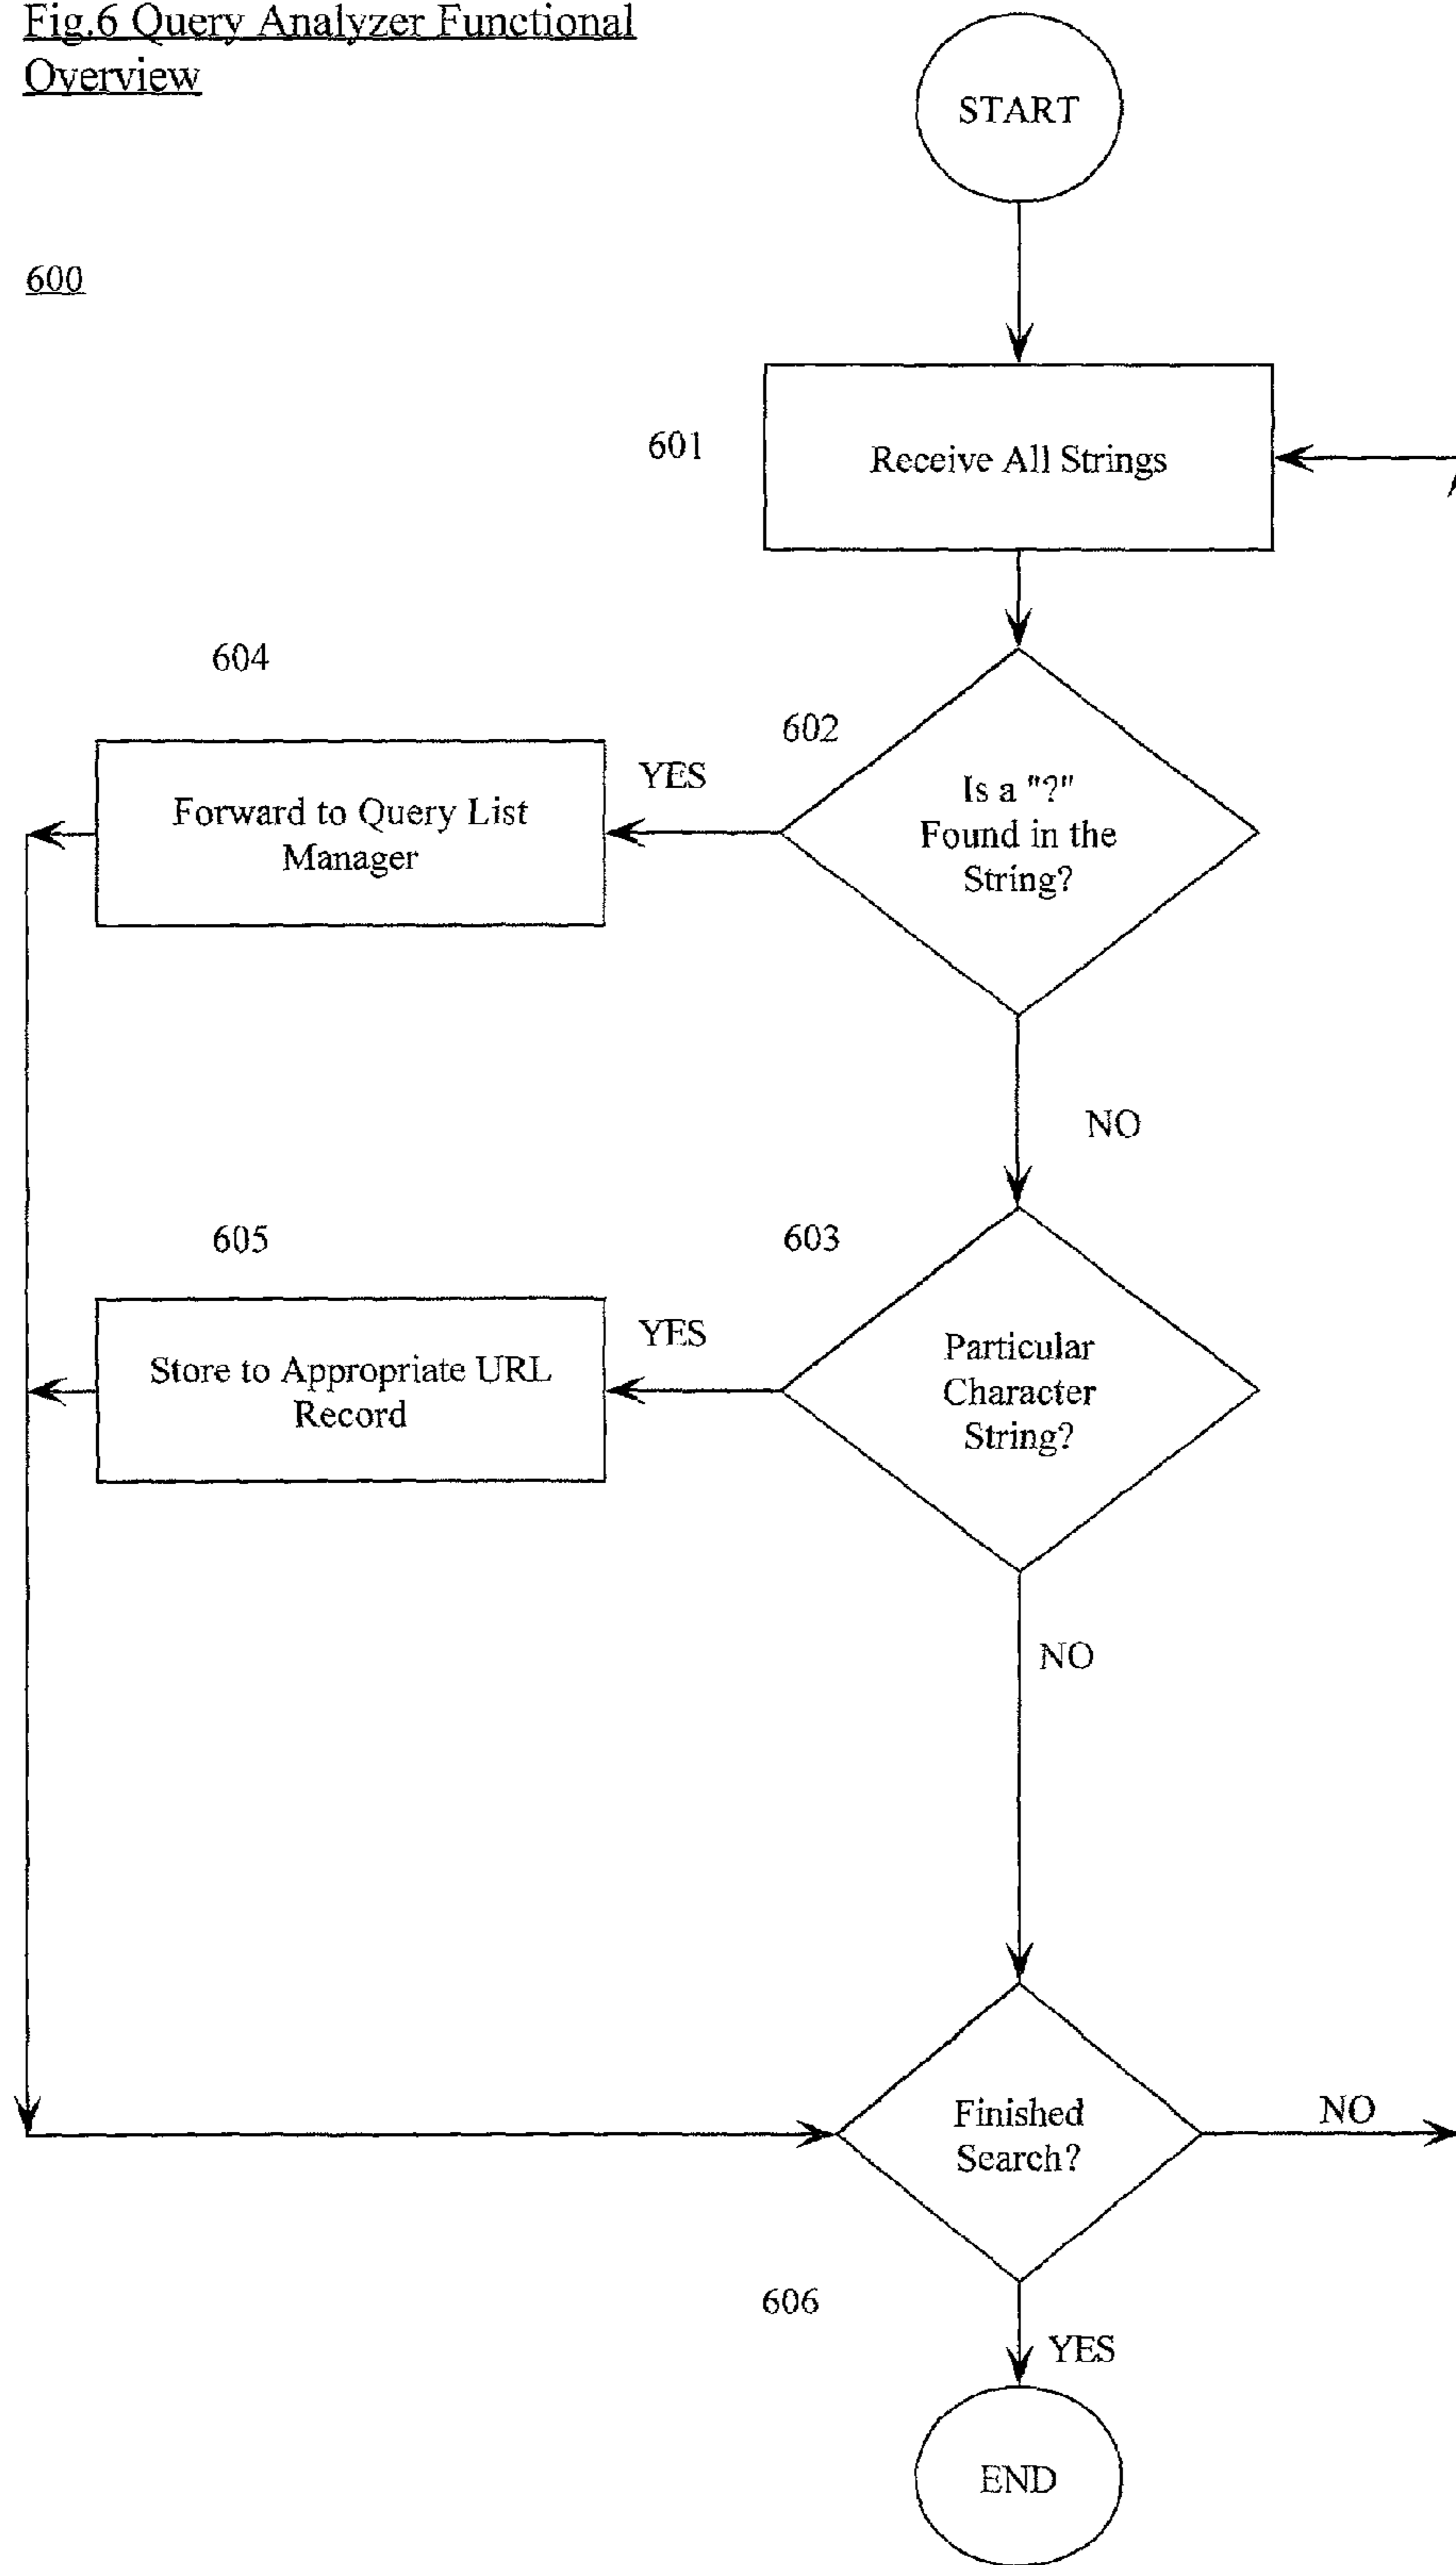 Fig.6 Query Analyzer Functional
Overview
START
600
601
Receive All Strings
604
602
YES
Is a "?"
Found in the
String?
Forward to Query List
Manager
NO
605
603
YES
Particular
Character
String?
Store to Appropriate URL
Record
NO
Finished
Search?
NO
606
YES
END